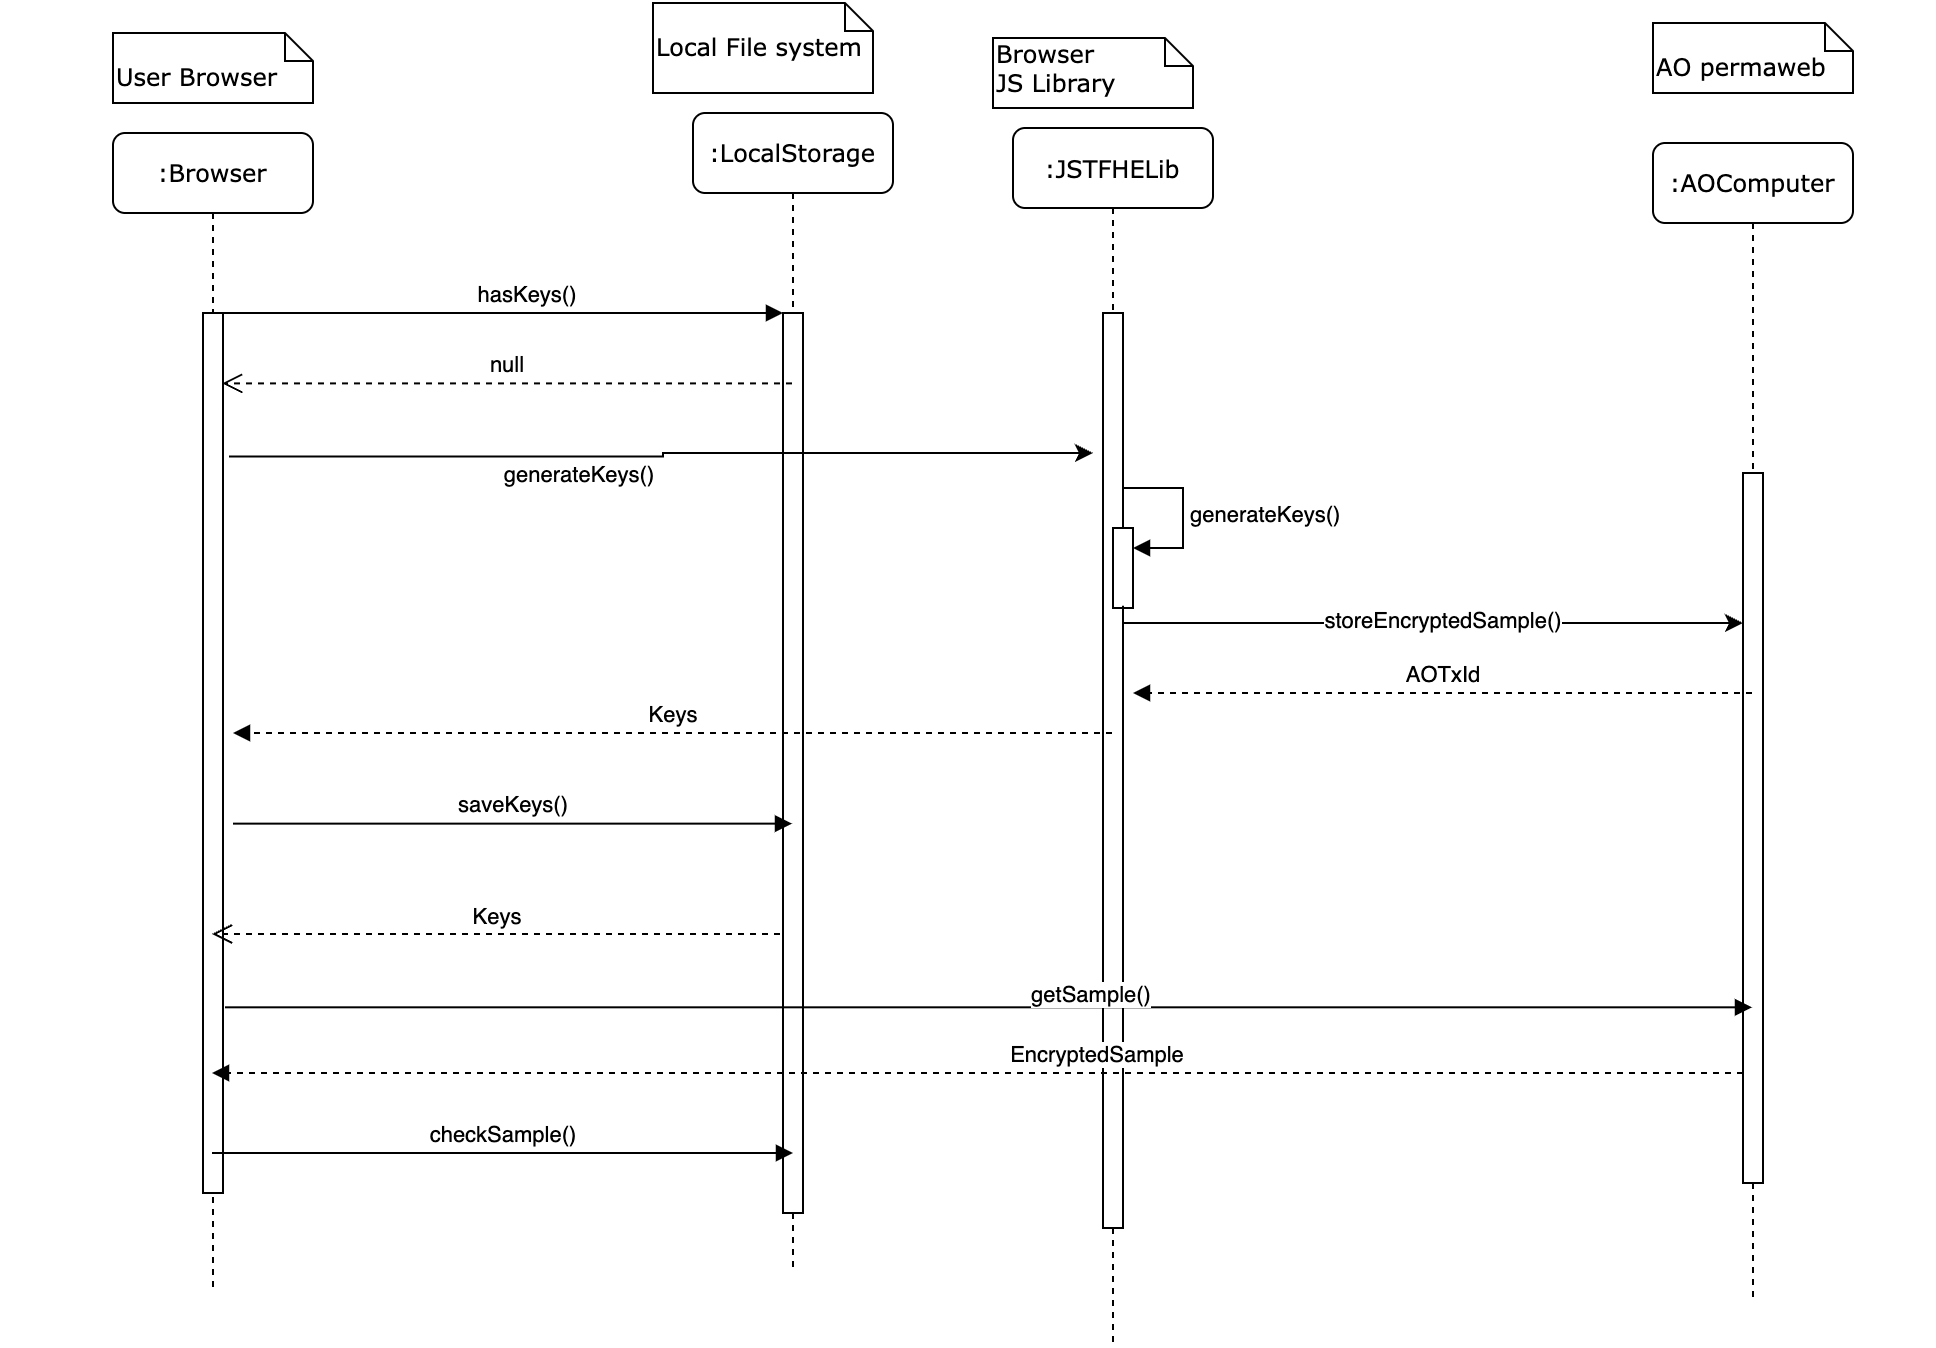 User Browser
Local File system
Browser
JS Library
AO permaweb
:Browser
:LocalStorage
:JSTFHELib
:AOComputer
hasKeys()
null
generateKeys()
generateKeys()
storeEncryptedSample()
AOTxId
Keys
saveKeys()
Keys
getSample()
EncryptedSample
checkSample()